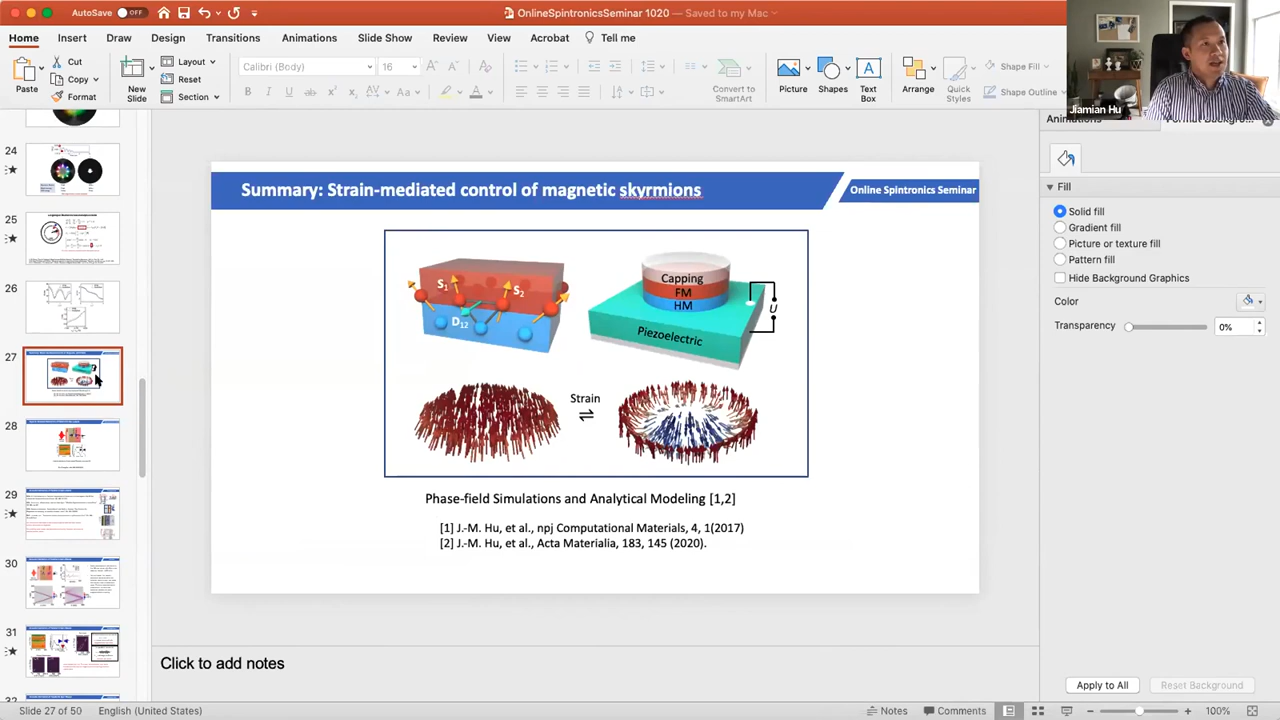 AutoSave OFF OnlineSpintronicsSeminar 1020 — Saved to my Mac
Home Insert Draw Design Transitions Animations Slide Show Review View Acrobat Tell me
Paste Cut Copy Format New Slide Layout Reset Section
Calibri (Body) 16
Convert to SmartArt Picture Shapes Text Box Arrange Quick Styles Shape Fill Shape Outline
Jiamian Hu
Animations
24
25
26
27
28
29
30
31
Summary: Strain-mediated control of magnetic skyrmions
Online Spintronics Seminar
S1
S2
D12
Capping
FM
HM
Piezoelectric
U
Strain
Phase-field Simulations and Analytical Modeling [1,2]
[1] J.-M. Hu, et al., npj Computational Materials, 4, 1(2017)
[2] J.-M. Hu, et al., Acta Materialia, 183, 145 (2020).
Fill
Solid fill
Gradient fill
Picture or texture fill
Pattern fill
Hide Background Graphics
Color
Transparency 0%
Click to add notes
Apply to All Reset Background
Slide 27 of 50 English (United States) Notes Comments 100%